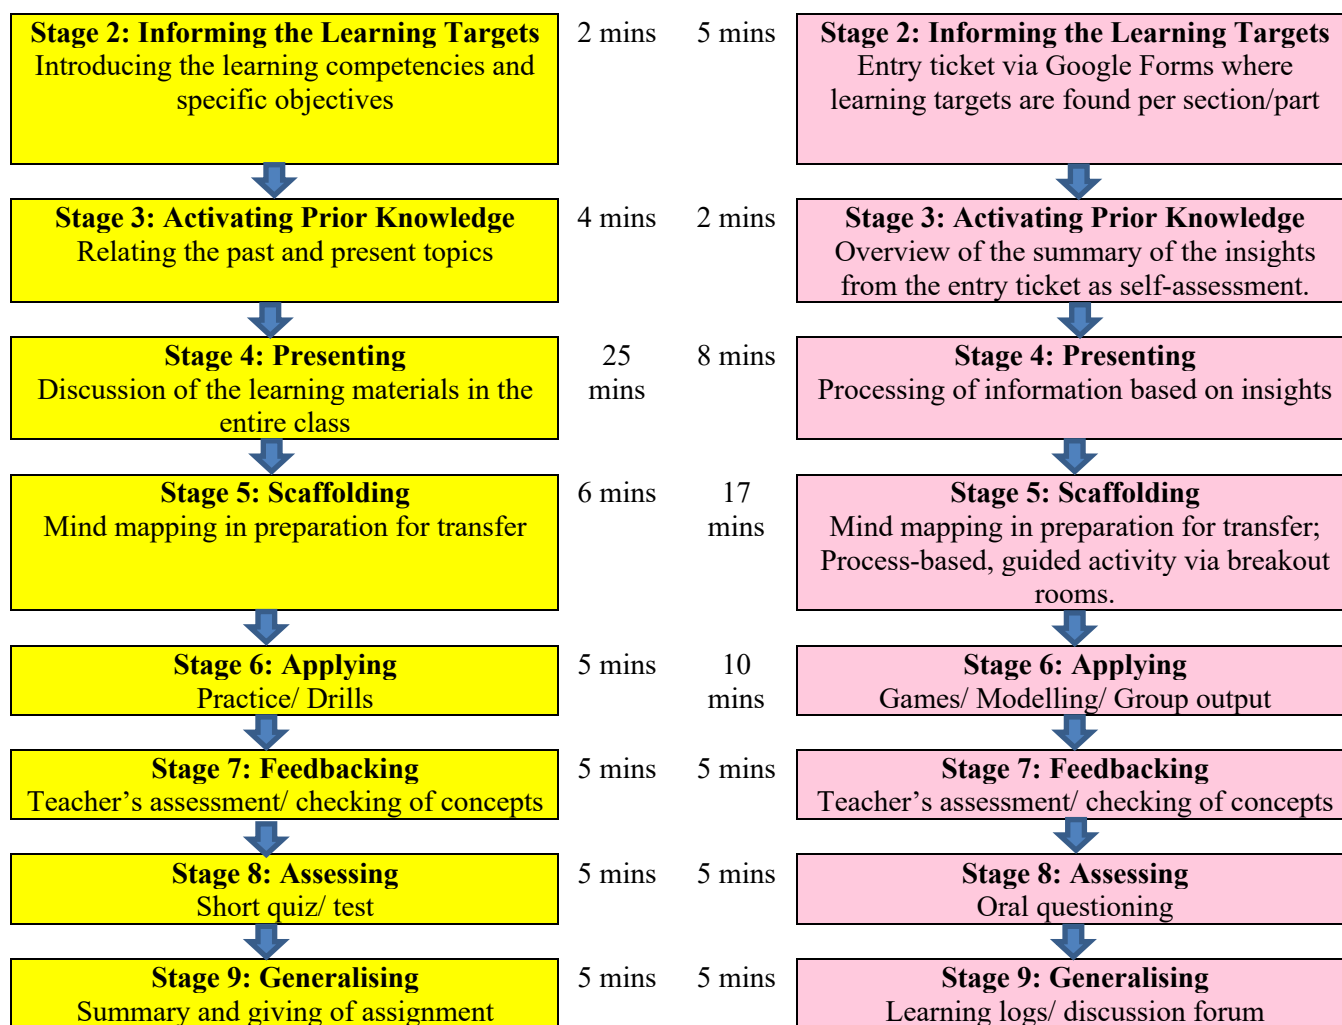 Stage 2: Informing the Learning Targets
Introducing the learning competencies and
specific objectives
2 mins
5 mins
Stage 2: Informing the Learning Targets
Entry ticket via Google Forms where
learning targets are found per section/part
Stage 3: Activating Prior Knowledge
Relating the past and present topics
4 mins
2 mins
Stage 3: Activating Prior Knowledge
Overview of the summary of the insights
from the entry ticket as self-assessment.
Stage 4: Presenting
Discussion of the learning materials in the
entire class
25
mins
8 mins
Stage 4: Presenting
Processing of information based on insights
Stage 5: Scaffolding
Mind mapping in preparation for transfer
6 mins
17
mins
Stage 5: Scaffolding
Mind mapping in preparation for transfer;
Process-based, guided activity via breakout
rooms.
Stage 6: Applying
Practice/ Drills
5 mins
10
mins
Stage 6: Applying
Games/ Modelling/ Group output
Stage 7: Feedbacking
Teacher’s assessment/ checking of concepts
5 mins
5 mins
Stage 7: Feedbacking
Teacher’s assessment/ checking of concepts
Stage 8: Assessing
Short quiz/ test
5 mins
5 mins
Stage 8: Assessing
Oral questioning
Stage 9: Generalising
Summary and giving of assignment
5 mins
5 mins
Stage 9: Generalising
Learning logs/ discussion forum